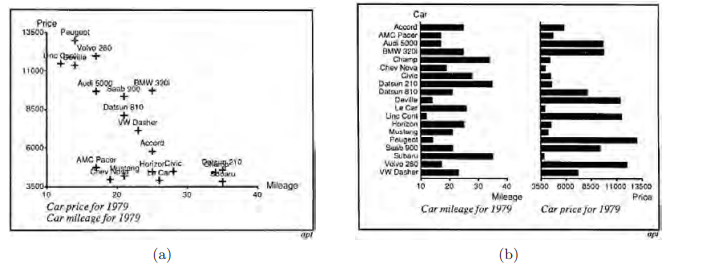 Price
13500
Peugeot
Volvo 260
Linc Cont
Deville
11000
Audi 5000
BMW 320i
Saab 900
8500
Datsun 810
VW Dasher
6000
Accord
AMC Pacer
Mustang
Chev Nova
Horizon
Civic
Le Car
Datsun 210
Champ
Subaru
3500
10 20 30 40
Mileage
Car price for 1979
Car mileage for 1979
apt
(a)
Car
Accord
AMC Pacer
Audi 5000
BMW 320i
Champ
Chev Nova
Civic
Datsun 210
Datsun 810
Deville
Le Car
Linc Cont
Horizon
Mustang
Peugeot
Saab 900
Subaru
Volvo 260
VW Dasher
10 20 30 40
Mileage
Car mileage for 1979
3500 6000 8500 11000 13500
Price
Car price for 1979
apt
(b)